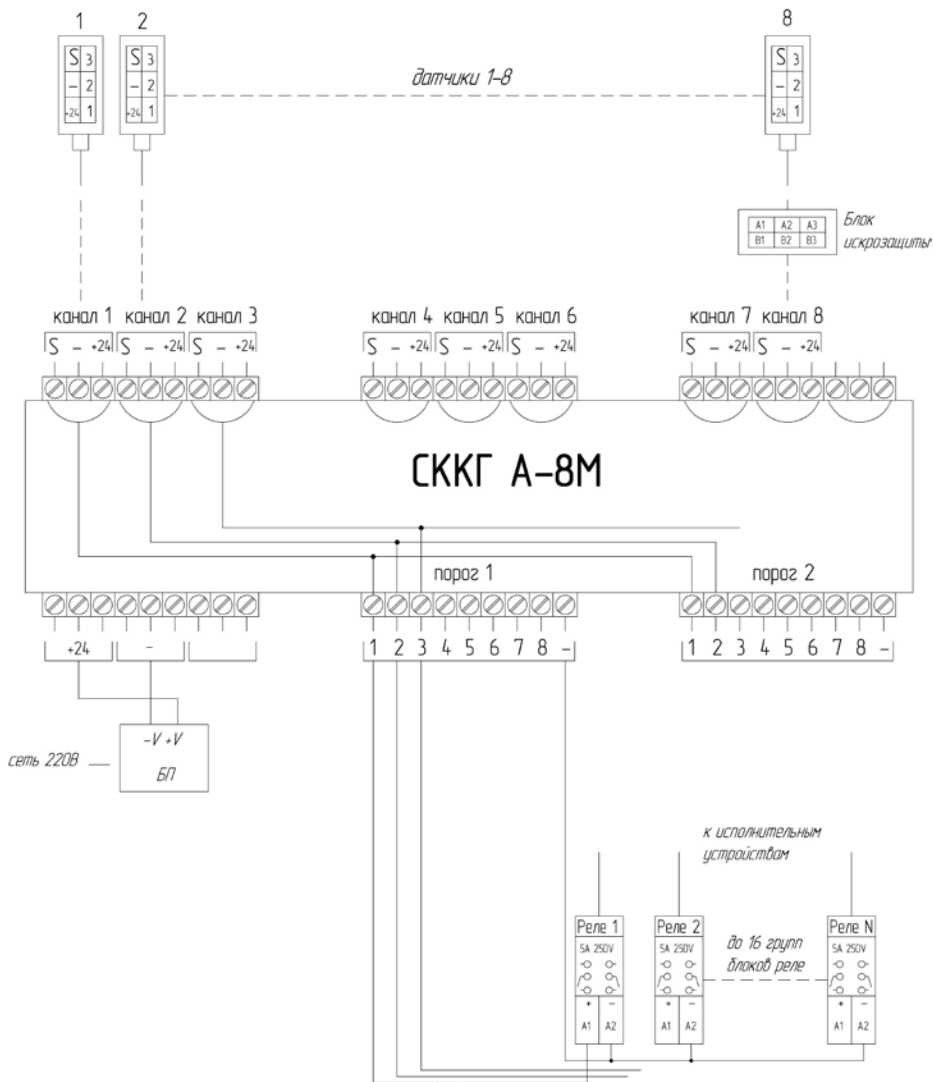 1 2 8
S 3 S 3 S 3
- 2 - 2 - 2
+24 1 +24 1 +24 1
датчики 1-8
A1 A2 A3
B1 B2 B3
Блок
искрозащиты
канал 1 канал 2 канал 3 канал 4 канал 5 канал 6 канал 7 канал 8
S - +24 S - +24 S - +24 S - +24 S - +24 S - +24 S - +24 S - +24
СККГ А-8М
порог 1 порог 2
+24 - 1 2 3 4 5 6 7 8 - 1 2 3 4 5 6 7 8 -
-V +V
сеть 220В
БП
к исполнительным
устройствам
Реле 1 Реле 2 Реле N
5A 250V 5A 250V 5A 250V
до 16 групп
блоков реле
+ - + - + -
A1 A2 A1 A2 A1 A2